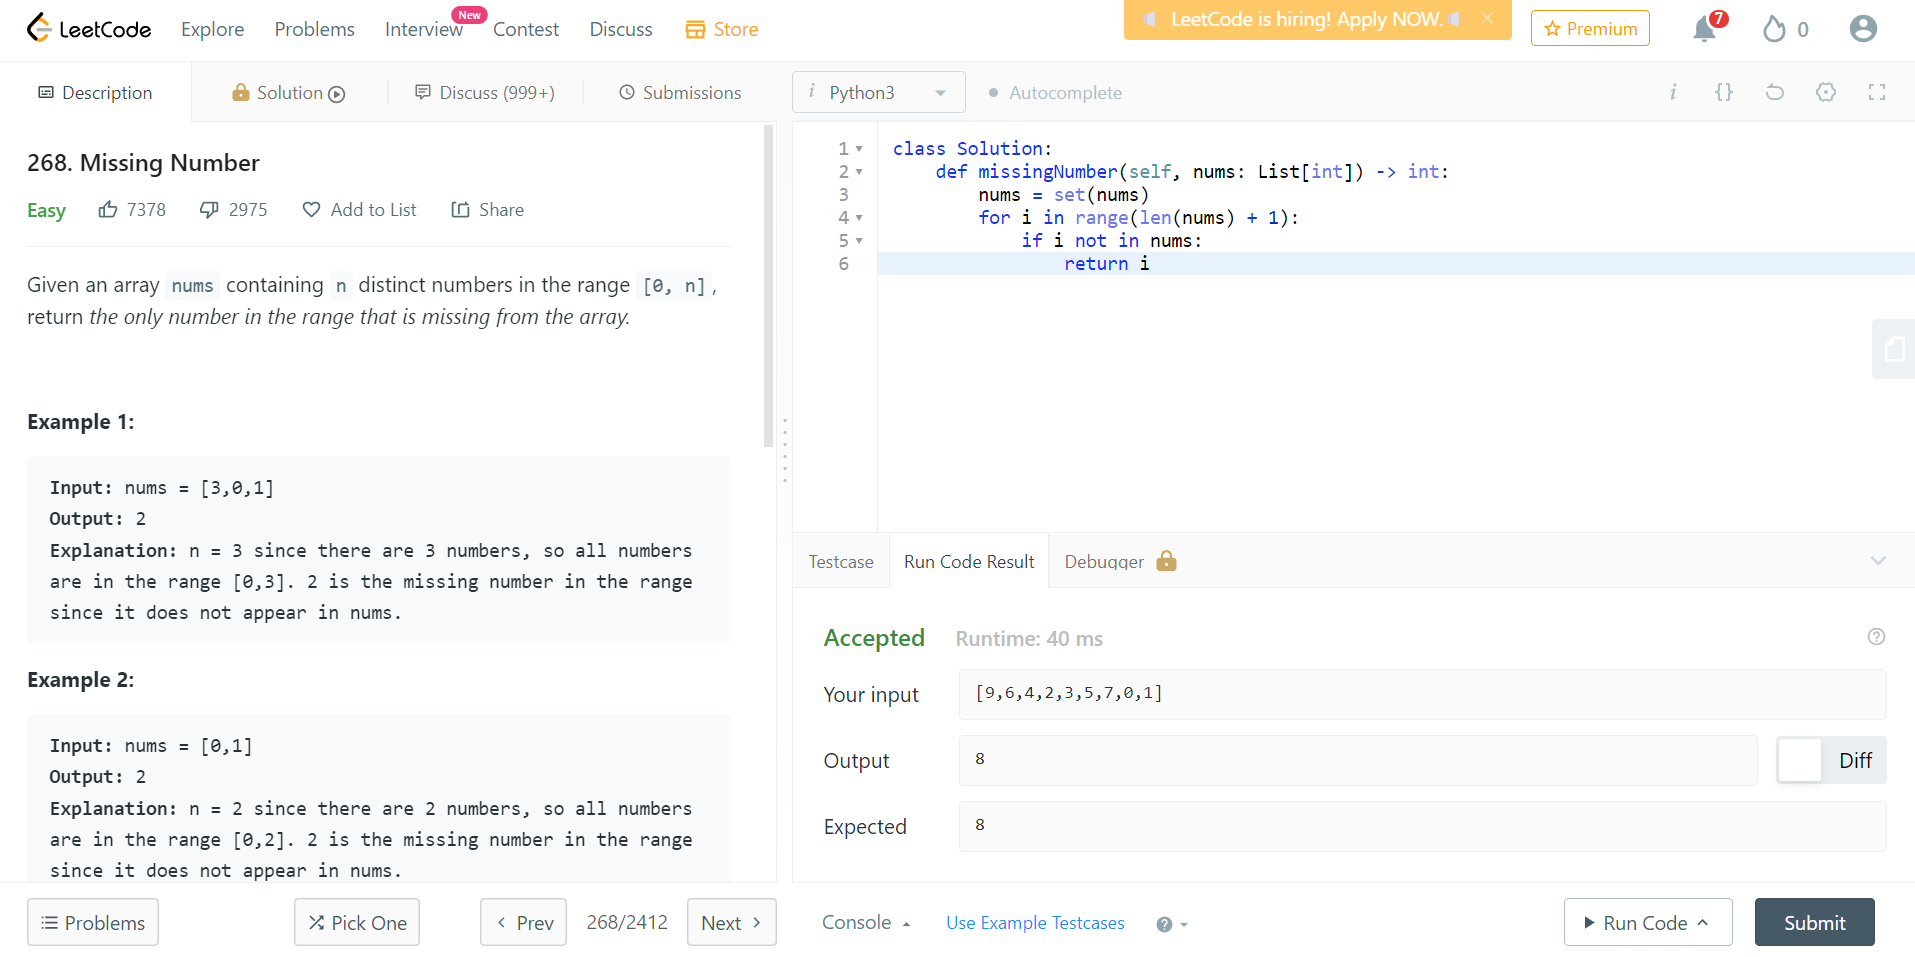 LeetCode Explore Problems Interview New Contest Discuss Store LeetCode is hiring! Apply NOW. Premium 7 0
Description Solution Discuss (999+) Submissions
i Python3 Autocomplete i {}
268. Missing Number
Easy 7378 2975 Add to List Share
Given an array nums containing n distinct numbers in the range [0, n],
return the only number in the range that is missing from the array.
Example 1:
Input: nums = [3,0,1]
Output: 2
Explanation: n = 3 since there are 3 numbers, so all numbers
are in the range [0,3]. 2 is the missing number in the range
since it does not appear in nums.
Example 2:
Input: nums = [0,1]
Output: 2
Explanation: n = 2 since there are 2 numbers, so all numbers
are in the range [0,2]. 2 is the missing number in the range
since it does not appear in nums.
Problems Pick One Prev 268/2412 Next
1 class Solution:
2     def missingNumber(self, nums: List[int]) -> int:
3         nums = set(nums)
4         for i in range(len(nums) + 1):
5             if i not in nums:
6                 return i
Testcase Run Code Result Debugger
Accepted Runtime: 40 ms
Your input [9,6,4,2,3,5,7,0,1]
Output 8 Diff
Expected 8
Console Use Example Testcases Run Code Submit